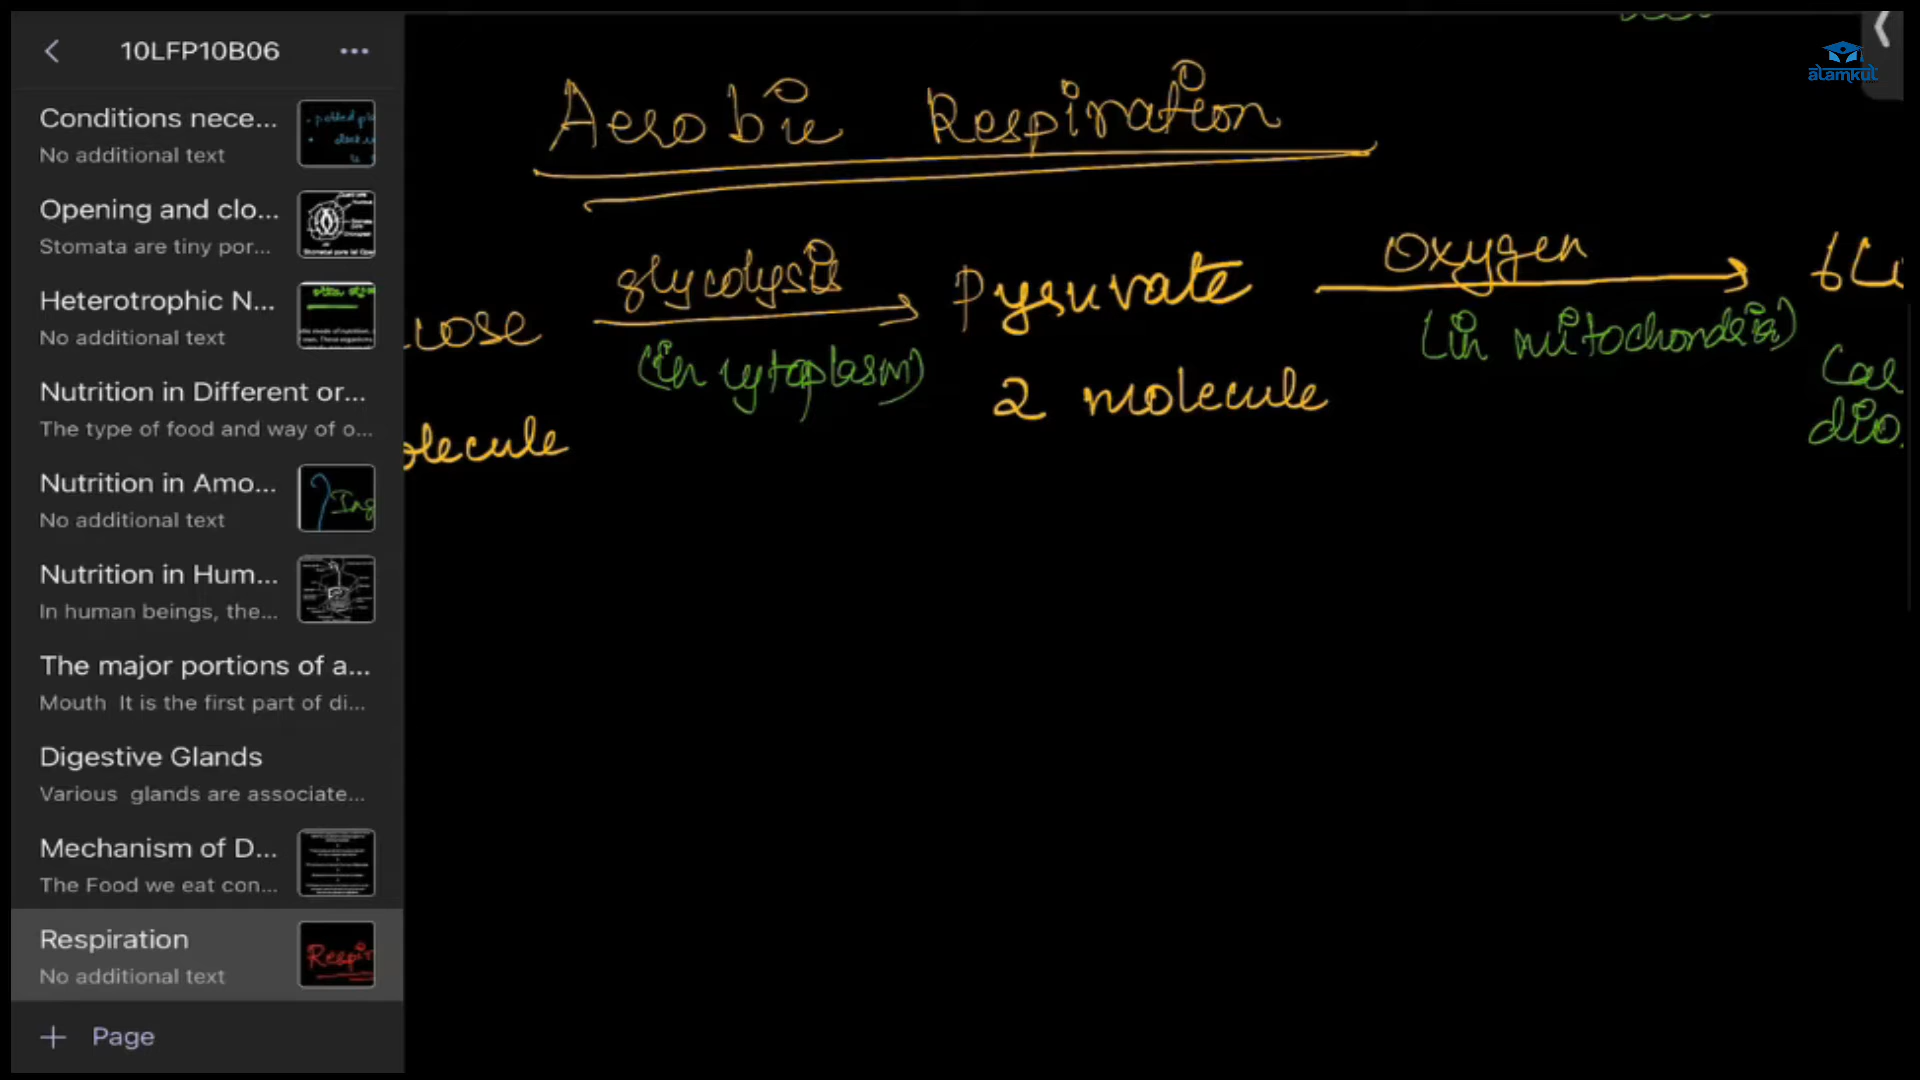 10LFP10B06
Conditions nece...
No additional text
Opening and clo...
Stomata are tiny por...
Heterotrophic N...
No additional text
Nutrition in Different or...
The type of food and way of o...
Nutrition in Amo...
No additional text
Nutrition in Hum...
In human beings, the...
The major portions of a...
Mouth It is the first part of di...
Digestive Glands
Various glands are associate...
Mechanism of D...
The Food we eat con...
Respiration
No additional text
Page
alamkul
Aerobic Respiration
cose glycolysis Pyruvate Oxygen
(in cytoplasm) (in mitochondria)
olecule 2 molecule